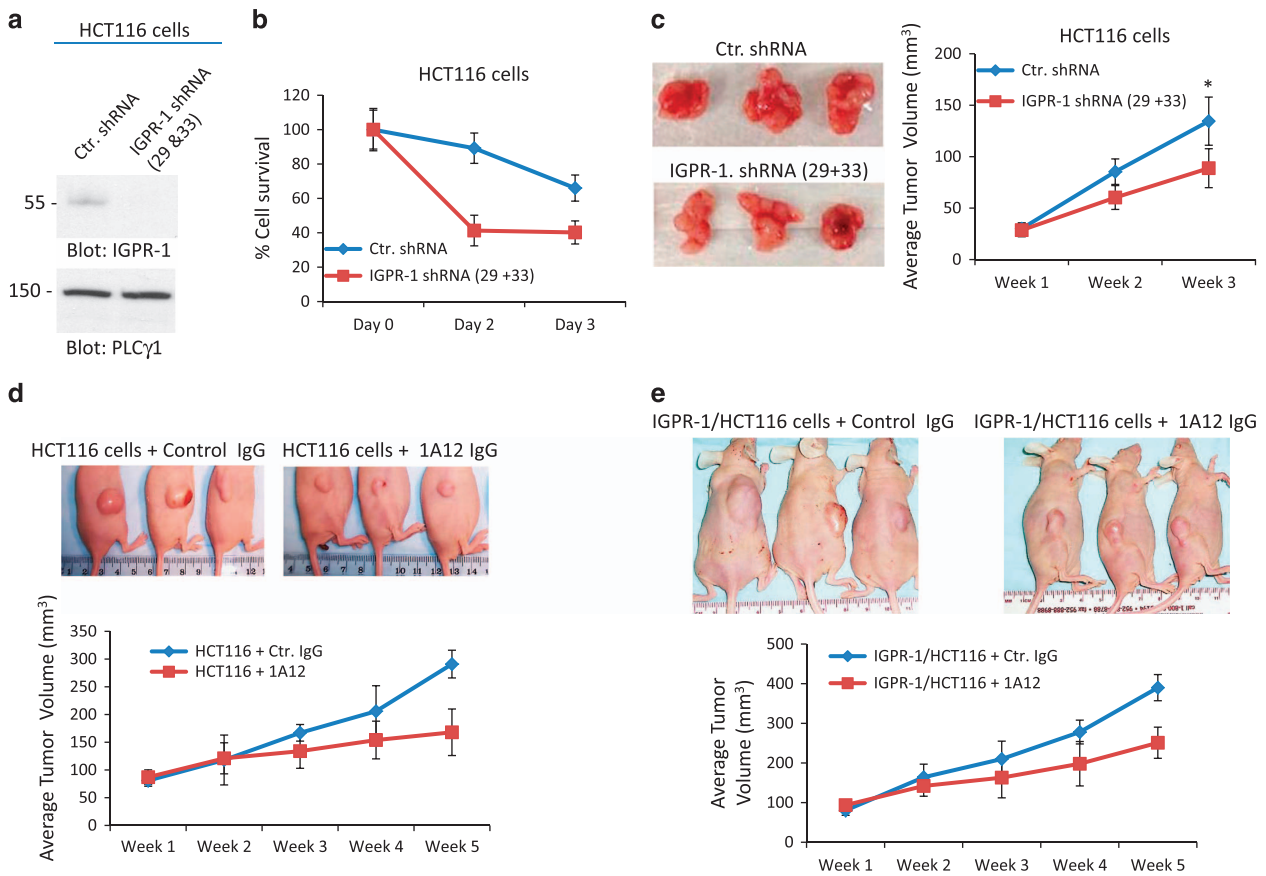 a
HCT116 cells
Ctr. shRNA
IGPR-1 shRNA
(29 &33)
55 -
Blot: IGPR-1
150 -
Blot: PLCγ1
b
HCT116 cells
% Cell survival
120
100
80
60
40
20
0
Ctr. shRNA
IGPR-1 shRNA (29 +33)
Day 0 Day 2 Day 3
c
Ctr. shRNA
IGPR-1. shRNA (29+33)
HCT116 cells
Average Tumor Volume (mm³)
200
150
100
50
0
Ctr. shRNA
IGPR-1 shRNA (29 +33)
*
Week 1 Week 2 Week 3
d
HCT116 cells + Control IgG
HCT116 cells + 1A12 IgG
Average Tumor Volume (mm³)
350
300
250
200
150
100
50
0
HCT116 + Ctr. IgG
HCT116 + 1A12
Week 1 Week 2 Week 3 Week 4 Week 5
e
IGPR-1/HCT116 cells + Control IgG
IGPR-1/HCT116 cells + 1A12 IgG
Average Tumor
Volume (mm³)
500
400
300
200
100
0
IGPR-1/HCT116 + Ctr. IgG
IGPR-1/HCT116 + 1A12
Week 1 Week 2 Week 3 Week 4 Week 5